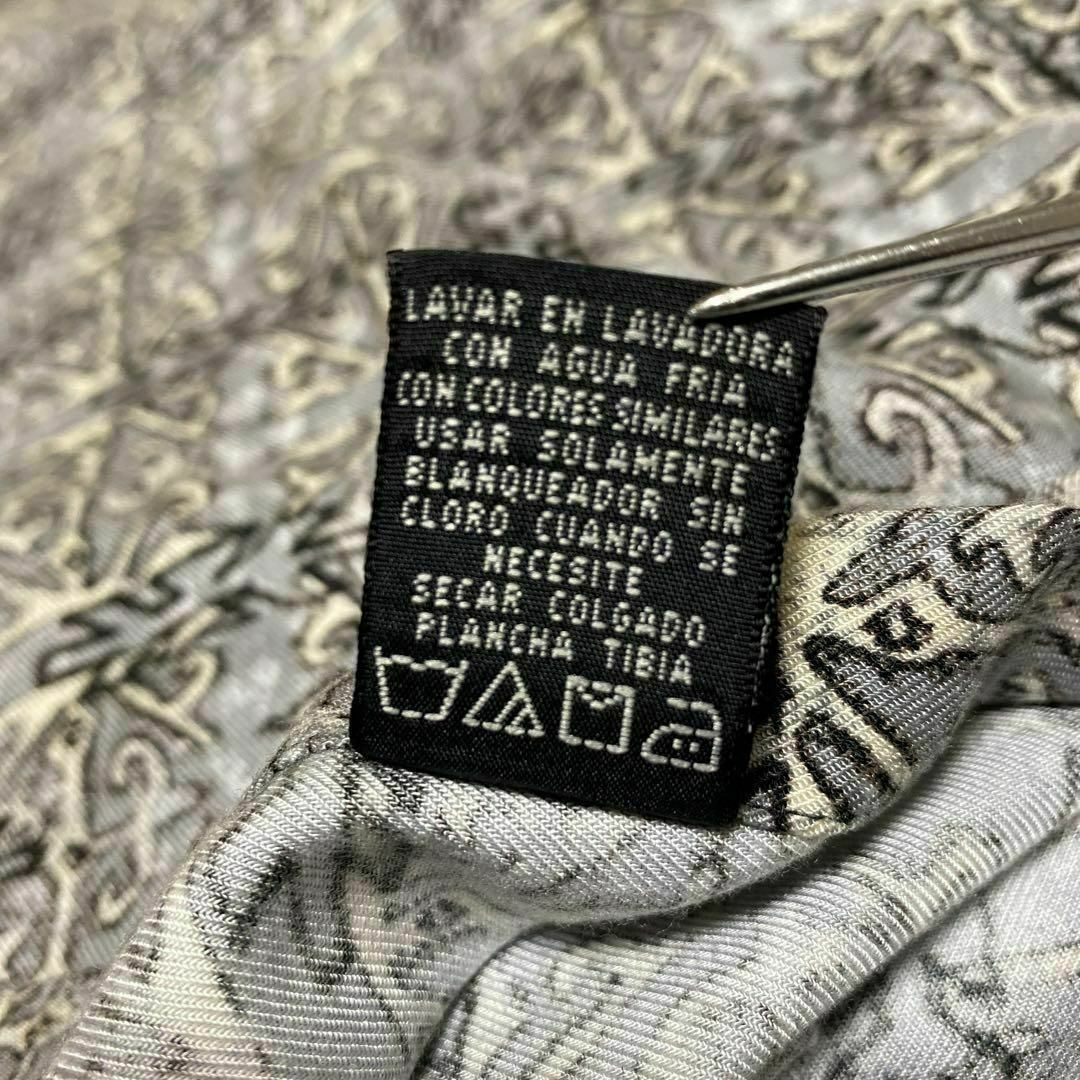 LAVAR EN LAVADORA
CON AGUA FRIA
CON COLORES SIMILARES
USAR SOLAMENTE
BLANQUEADOR SIN
CLORO CUANDO SE
NECESITE
SECAR COLGADO
PLANCHA TIBIA